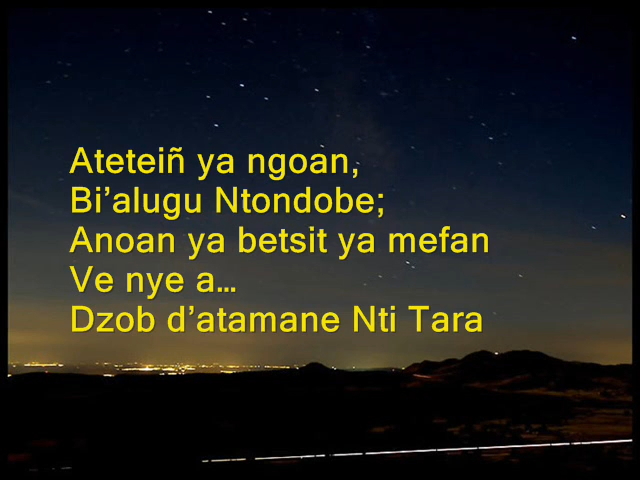 Ateteiñ ya ngoan,
Bi’alugu Ntondobe;
Anoan ya betsit ya mefan
Ve nye a…
Dzob d’atamane Nti Tara